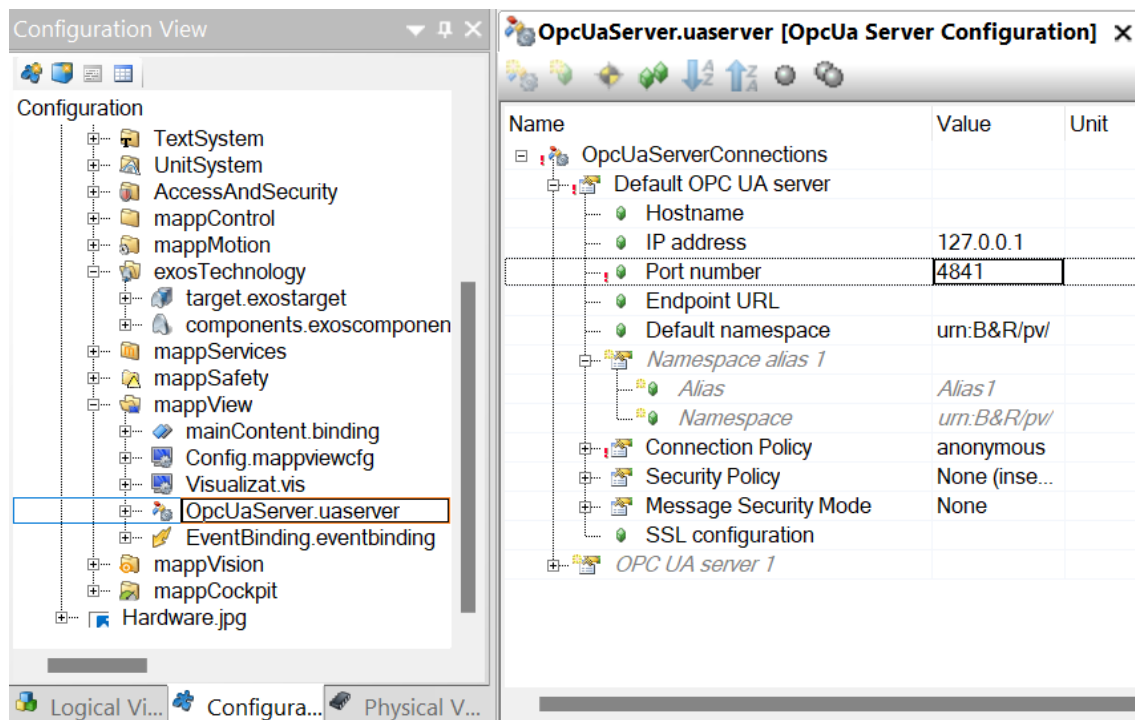 Configuration View
Configuration
TextSystem
UnitSystem
AccessAndSecurity
mappControl
mappMotion
exosTechnology
target.exostarget
components.exoscomponen
mappServices
mappSafety
mappView
mainContent.binding
Config.mappviewcfg
Visualizat.vis
OpcUaServer.uaserver
EventBinding.eventbinding
mappVision
mappCockpit
Hardware.jpg
Logical Vi... Configura... Physical V...
OpcUaServer.uaserver [OpcUa Server Configuration]
Name Value Unit
OpcUaServerConnections
Default OPC UA server
Hostname
IP address 127.0.0.1
Port number 4841
Endpoint URL
Default namespace urn:B&R/pv/
Namespace alias 1
Alias Alias1
Namespace urn:B&R/pv/
Connection Policy anonymous
Security Policy None (inse...
Message Security Mode None
SSL configuration
OPC UA server 1